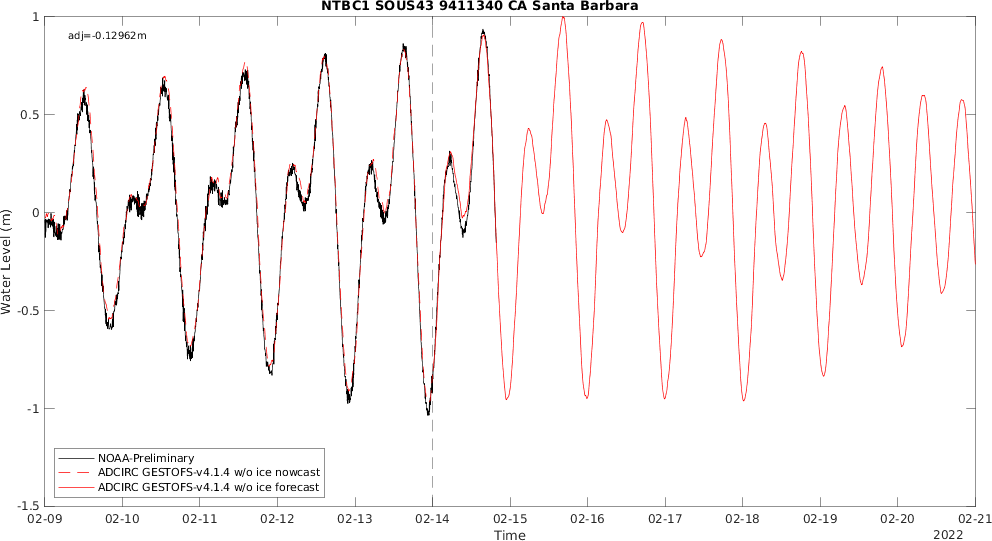 NTBC1 SOUS43 9411340 CA Santa Barbara
adj=-0.12962m
1
0.5
0
-0.5
-1
-1.5
Water Level (m)
NOAA-Preliminary
ADCIRC GESTOFS-v4.1.4 w/o ice nowcast
ADCIRC GESTOFS-v4.1.4 w/o ice forecast
02-09 02-10 02-11 02-12 02-13 02-14 02-15 02-16 02-17 02-18 02-19 02-20 02-21
Time
2022